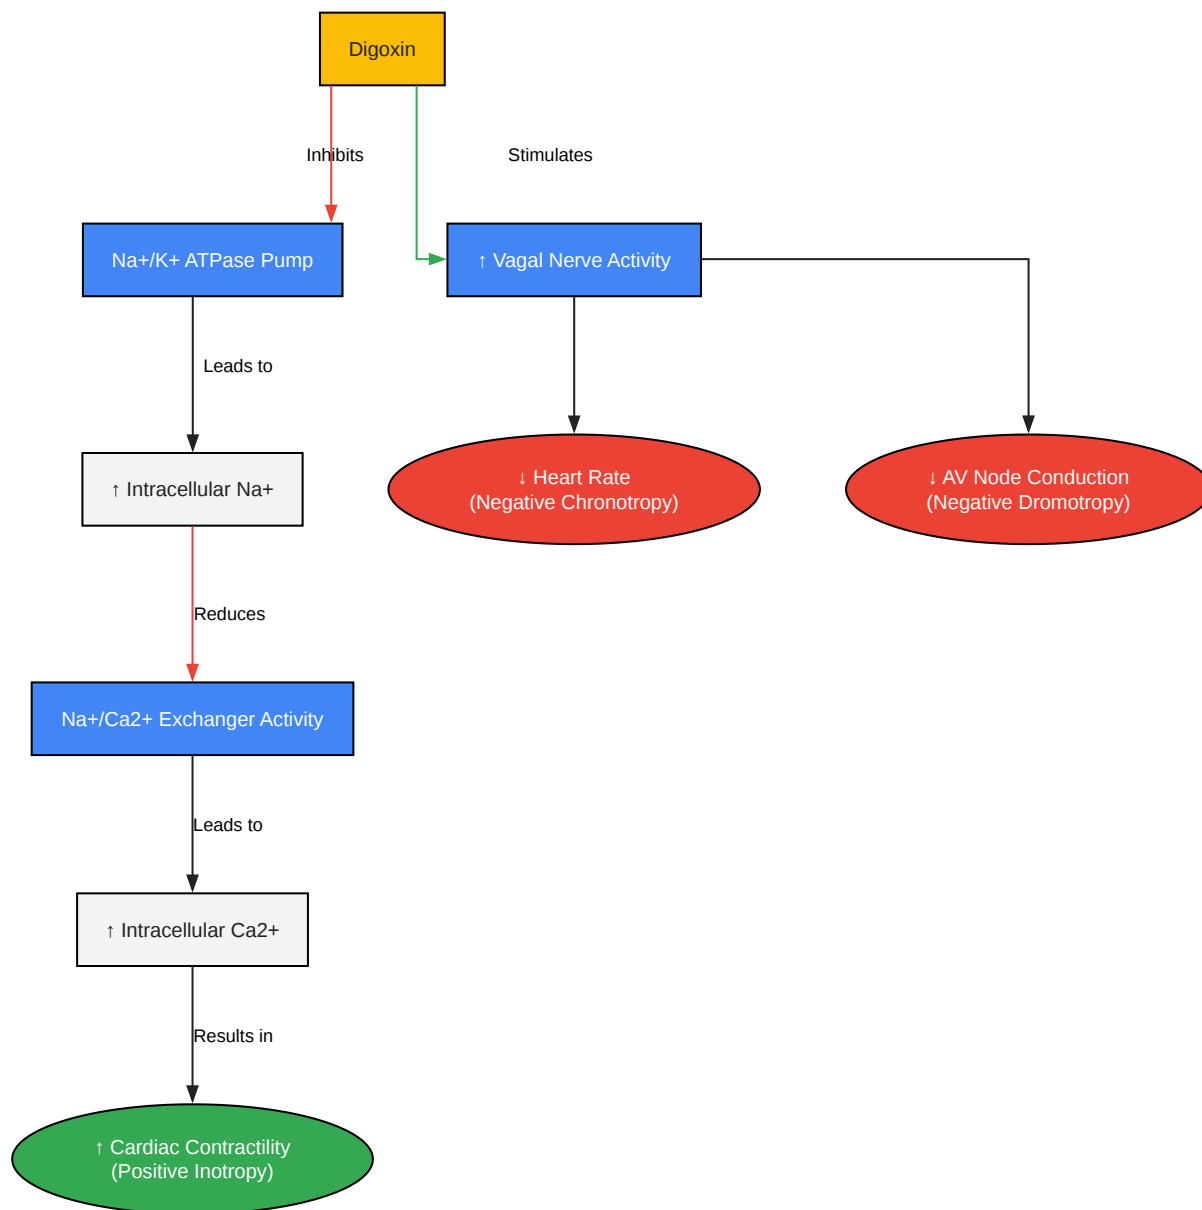 Digoxin
Inhibits
Stimulates
Na+/K+ ATPase Pump
↑ Vagal Nerve Activity
Leads to
↑ Intracellular Na+
↓ Heart Rate
(Negative Chronotropy)
↓ AV Node Conduction
(Negative Dromotropy)
Reduces
Na+/Ca2+ Exchanger Activity
Leads to
↑ Intracellular Ca2+
Results in
↑ Cardiac Contractility
(Positive Inotropy)